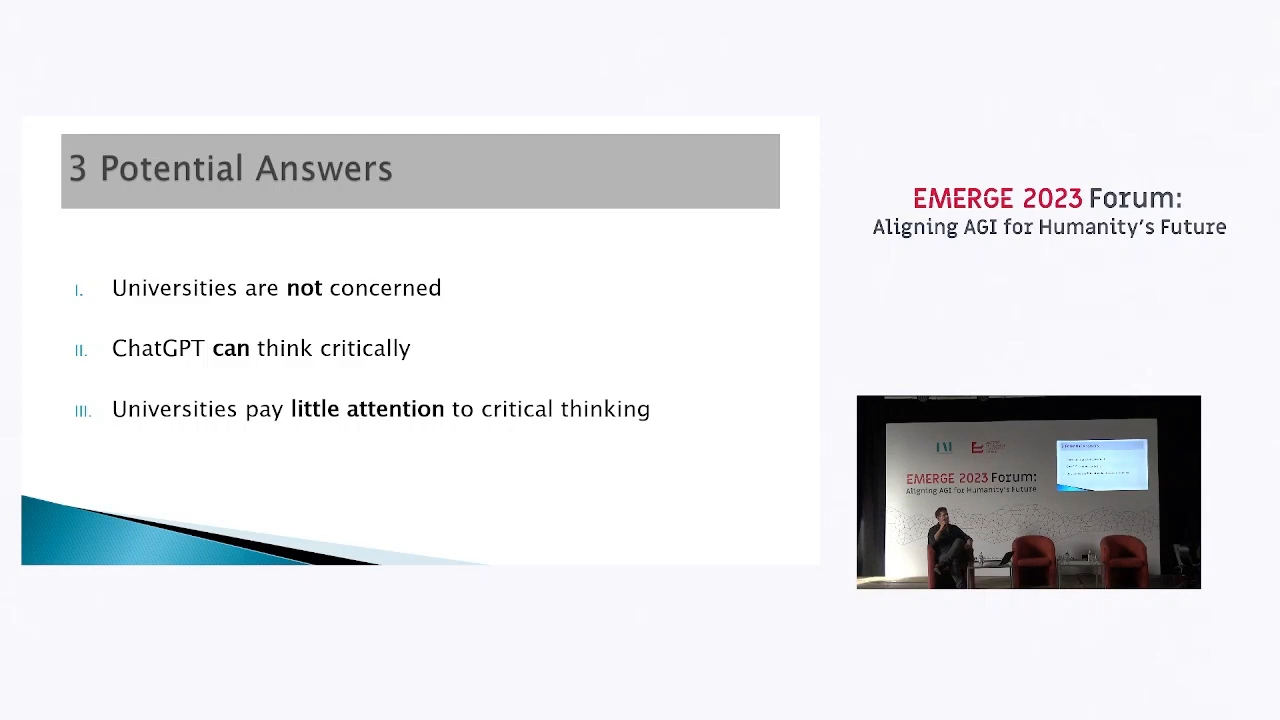 3 Potential Answers
I. Universities are not concerned
II. ChatGPT can think critically
III. Universities pay little attention to critical thinking
EMERGE 2023 Forum:
Aligning AGI for Humanity's Future
EMERGE 2023 Forum:
Aligning AGI for Humanity's Future